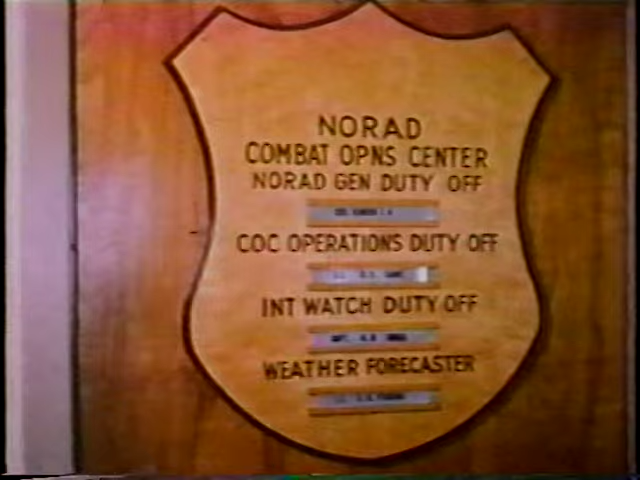 NORAD
COMBAT OPNS CENTER
NORAD GEN DUTY OFF
COC OPERATIONS DUTY OFF
INT WATCH DUTY OFF
WEATHER FORECASTER